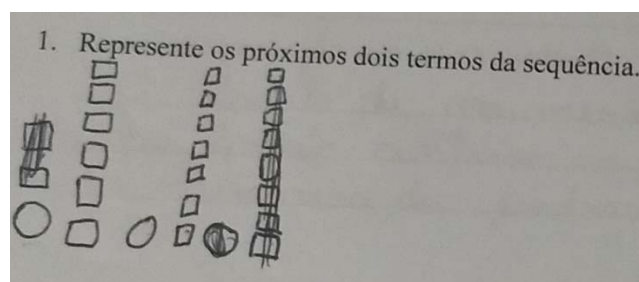 1. Represente os próximos dois termos da sequência.